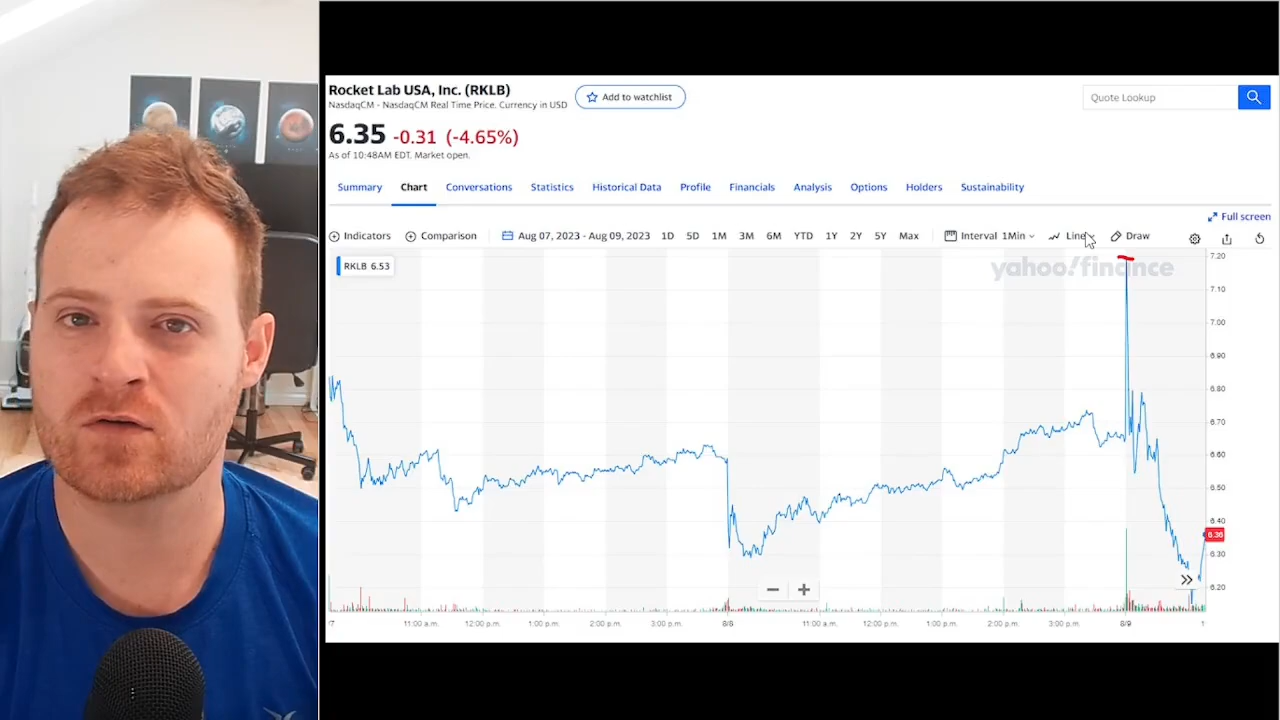 Rocket Lab USA, Inc. (RKLB)
Add to watchlist
Quote Lookup
NasdaqCM - NasdaqCM Real Time Price. Currency in USD
6.35 -0.31 (-4.65%)
As of 10:48AM EDT. Market open.
Summary Chart Conversations Statistics Historical Data Profile Financials Analysis Options Holders Sustainability
Full screen
Indicators Comparison Aug 07, 2023 - Aug 09, 2023 1D 5D 1M 3M 6M YTD 1Y 2Y 5Y Max Interval 1Min Line Draw
RKLB 6.53
yahoo!finance
7.20
7.10
7.00
6.90
6.80
6.70
6.60
6.50
6.40
6.36
6.30
6.20
/7 11:00 a.m. 12:00 p.m. 1:00 p.m. 2:00 p.m. 3:00 p.m. 8/8 11:00 a.m. 12:00 p.m. 1:00 p.m. 2:00 p.m. 3:00 p.m. 8/9 1